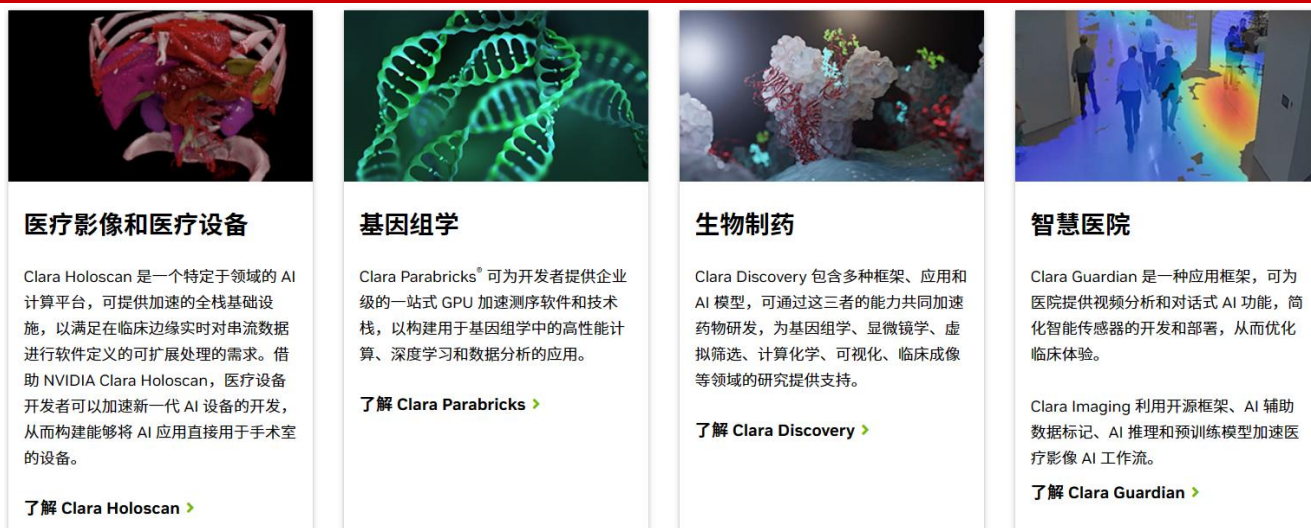 医疗影像和医疗设备
Clara Holoscan 是一个特定于领域的 AI
计算平台，可提供加速的全栈基础设
施，以满足在临床边缘实时对串流数据
进行软件定义的可扩展处理的需求。借
助 NVIDIA Clara Holoscan，医疗设备
开发者可以加速新一代 AI 设备的开发，
从而构建能够将 AI 应用直接用于手术室
的设备。
了解 Clara Holoscan >
基因组学
Clara Parabricks® 可为开发者提供企业
级的一站式 GPU 加速测序软件和技术
栈，以构建用于基因组学中的高性能计
算、深度学习和数据分析的应用。
了解 Clara Parabricks >
生物制药
Clara Discovery 包含多种框架、应用和
AI 模型，可通过这三者的能力共同加速
药物研发，为基因组学、显微镜学、虚
拟筛选、计算化学、可视化、临床成像
等领域的研究提供支持。
了解 Clara Discovery >
智慧医院
Clara Guardian 是一种应用框架，可为
医院提供视频分析和对话式 AI 功能，简
化智能传感器的开发和部署，从而优化
临床体验。
Clara Imaging 利用开源框架、AI 辅助
数据标记、AI 推理和预训练模型加速医
疗影像 AI 工作流。
了解 Clara Guardian >